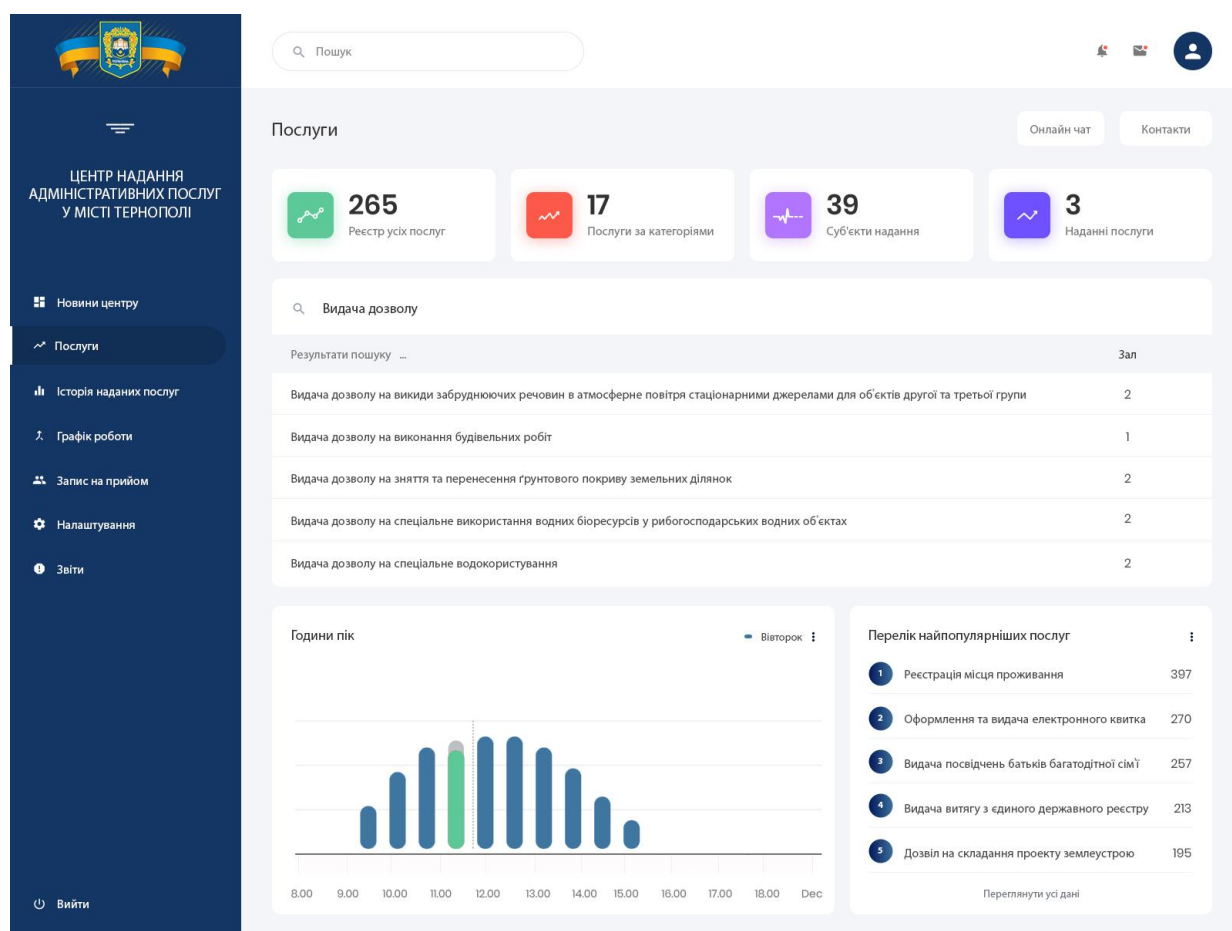 Пошук
ЦЕНТР НАДАННЯ
АДМІНІСТРАТИВНИХ ПОСЛУГ
У МІСТІ ТЕРНОПОЛІ
Новини центру
Послуги
Історія наданих послуг
Графік роботи
Запис на прийом
Налаштування
Звіти
Вийти
Послуги
Онлайн чат
Контакти
265
Реєстр усіх послуг
17
Послуги за категоріями
39
Суб'єкти надання
3
Наданні послуги
Видача дозволу
Результати пошуку ... Зал
Видача дозволу на викиди забруднюючих речовин в атмосферне повітря стаціонарними джерелами для об'єктів другої та третьої групи 2
Видача дозволу на виконання будівельних робіт 1
Видача дозволу на зняття та перенесення ґрунтового покриву земельних ділянок 2
Видача дозволу на спеціальне використання водних біоресурсів у рибогосподарських водних об'єктах 2
Видача дозволу на спеціальне водокористування 2
Години пік
Вівторок
8.00 9.00 10.00 11.00 12.00 13.00 14.00 15.00 16.00 17.00 18.00 Dec
Перелік найпопулярніших послуг
1 Реєстрація місця проживання 397
2 Оформлення та видача електронного квитка 270
3 Видача посвідчень батьків багатодітної сім'ї 257
4 Видача витягу з єдиного державного реєстру 213
5 Дозвіл на складання проекту землеустрою 195
Переглянути усі дані